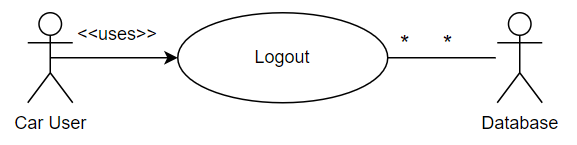 <<uses>>
Logout
* *
Car User
Database